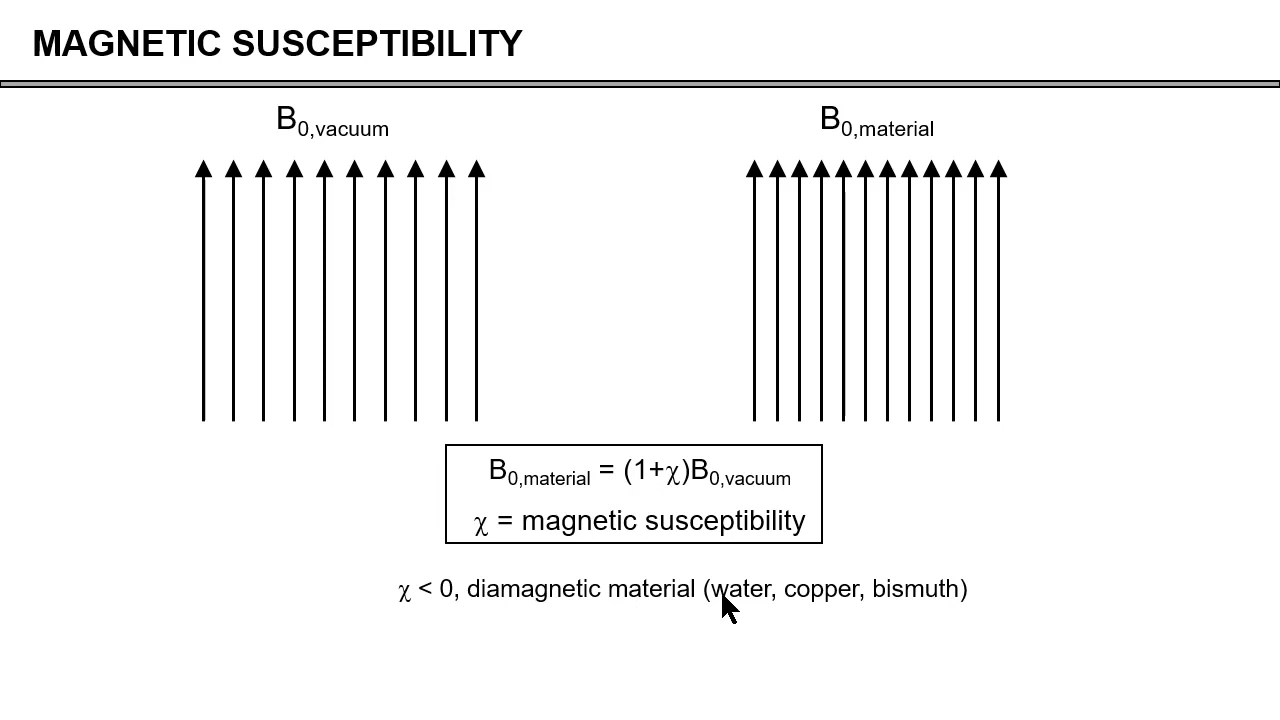 MAGNETIC SUSCEPTIBILITY
B0,vacuum
B0,material
B0,material = (1+χ)B0,vacuum
χ = magnetic susceptibility
χ < 0, diamagnetic material (water, copper, bismuth)